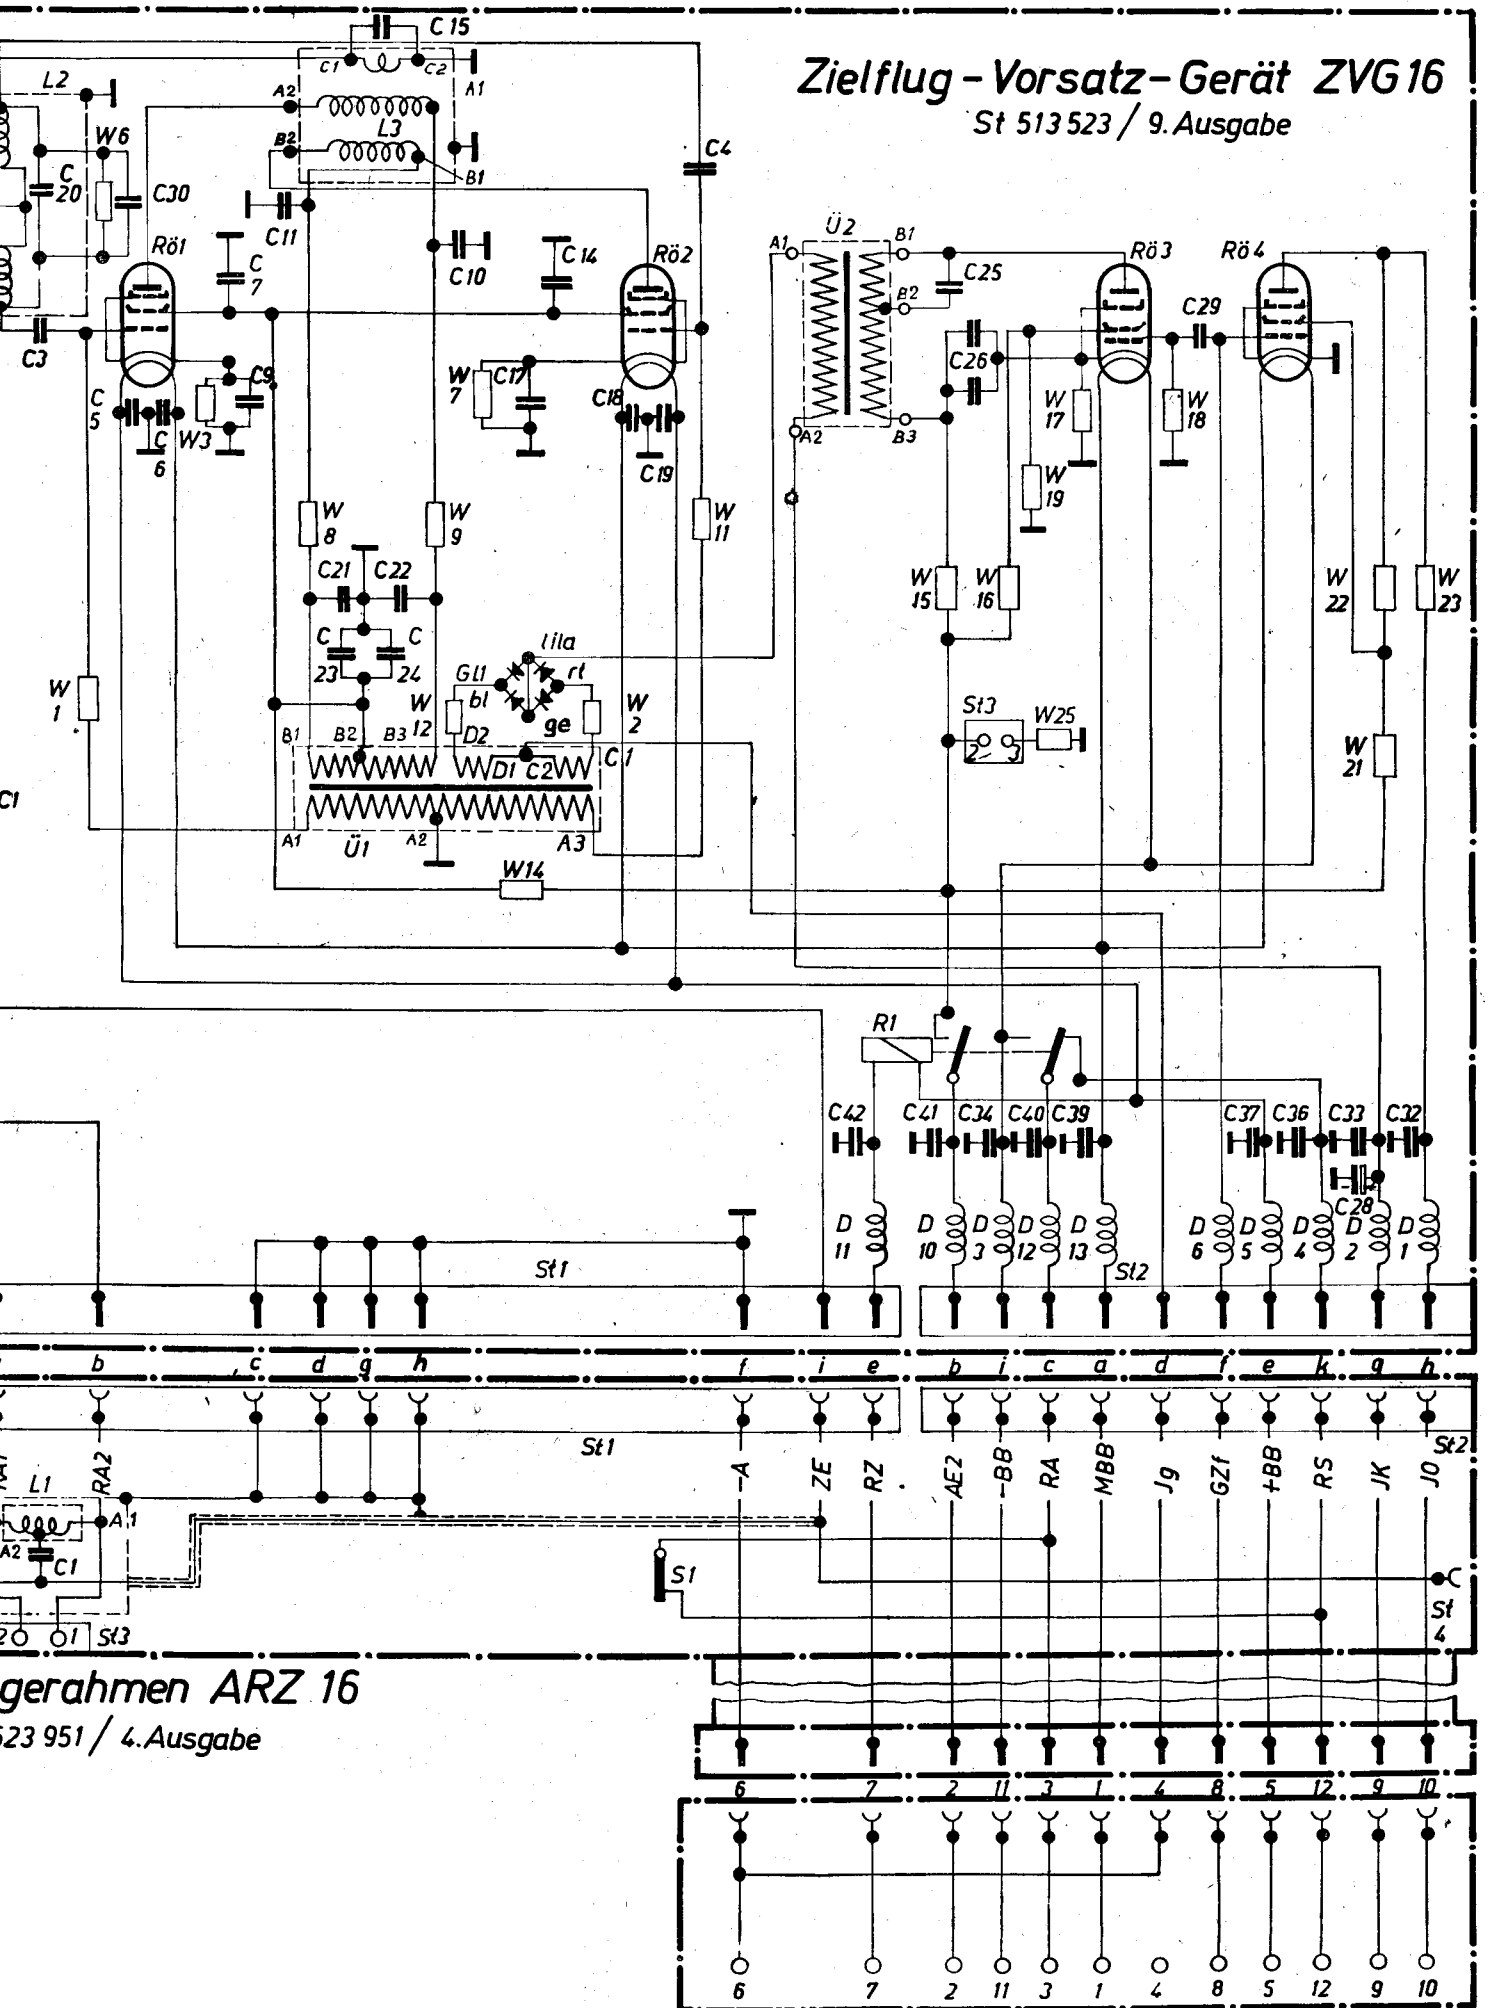 C 15
C1
C2
A1
L2
A2
Zielflug-Vorsatz-Gerät ZVG16
St 513 523 / 9. Ausgabe
W6
L3
B2
B1
C4
C
20
C30
C11
Rö1
C
7
C10
C14
Rö2
Ü2
A1
B1
Rö3
Rö4
C25
B2
C29
C3
C26
C9
W
7
C17
C18
C
5
C
6
W3
C19
A2
B3
W
17
W
18
W
19
W
8
W
9
W
11
C21
C22
W
15
W
16
W
22
W
23
C
23
C
24
lila
Gl1
rt
bl
ge
W
1
W
12
W
2
St3
W25
2
3
B1
B2
B3
D2
D1
C2
C1
W
21
C1
A1
Ü1
A2
A3
W14
R1
C42
C41
C34
C40
C39
C37
C36
C33
C32
C28
D
11
D
10
D
3
D
12
D
13
D
6
D
5
D
4
D
2
D
1
St1
St2
b
c
d
g
h
f
i
e
b
i
c
a
d
f
e
k
g
h
St1
St2
RA1
RA2
-A
ZE
RZ
AE2
-BB
RA
MBB
Jg
GZf
+BB
RS
JK
JO
L1
A1
A2
C1
S1
St
4
2
1
St3
gerahmen ARZ 16
523 951 / 4. Ausgabe
6
7
2
11
3
1
4
8
5
12
9
10
6
7
2
11
3
1
4
8
5
12
9
10